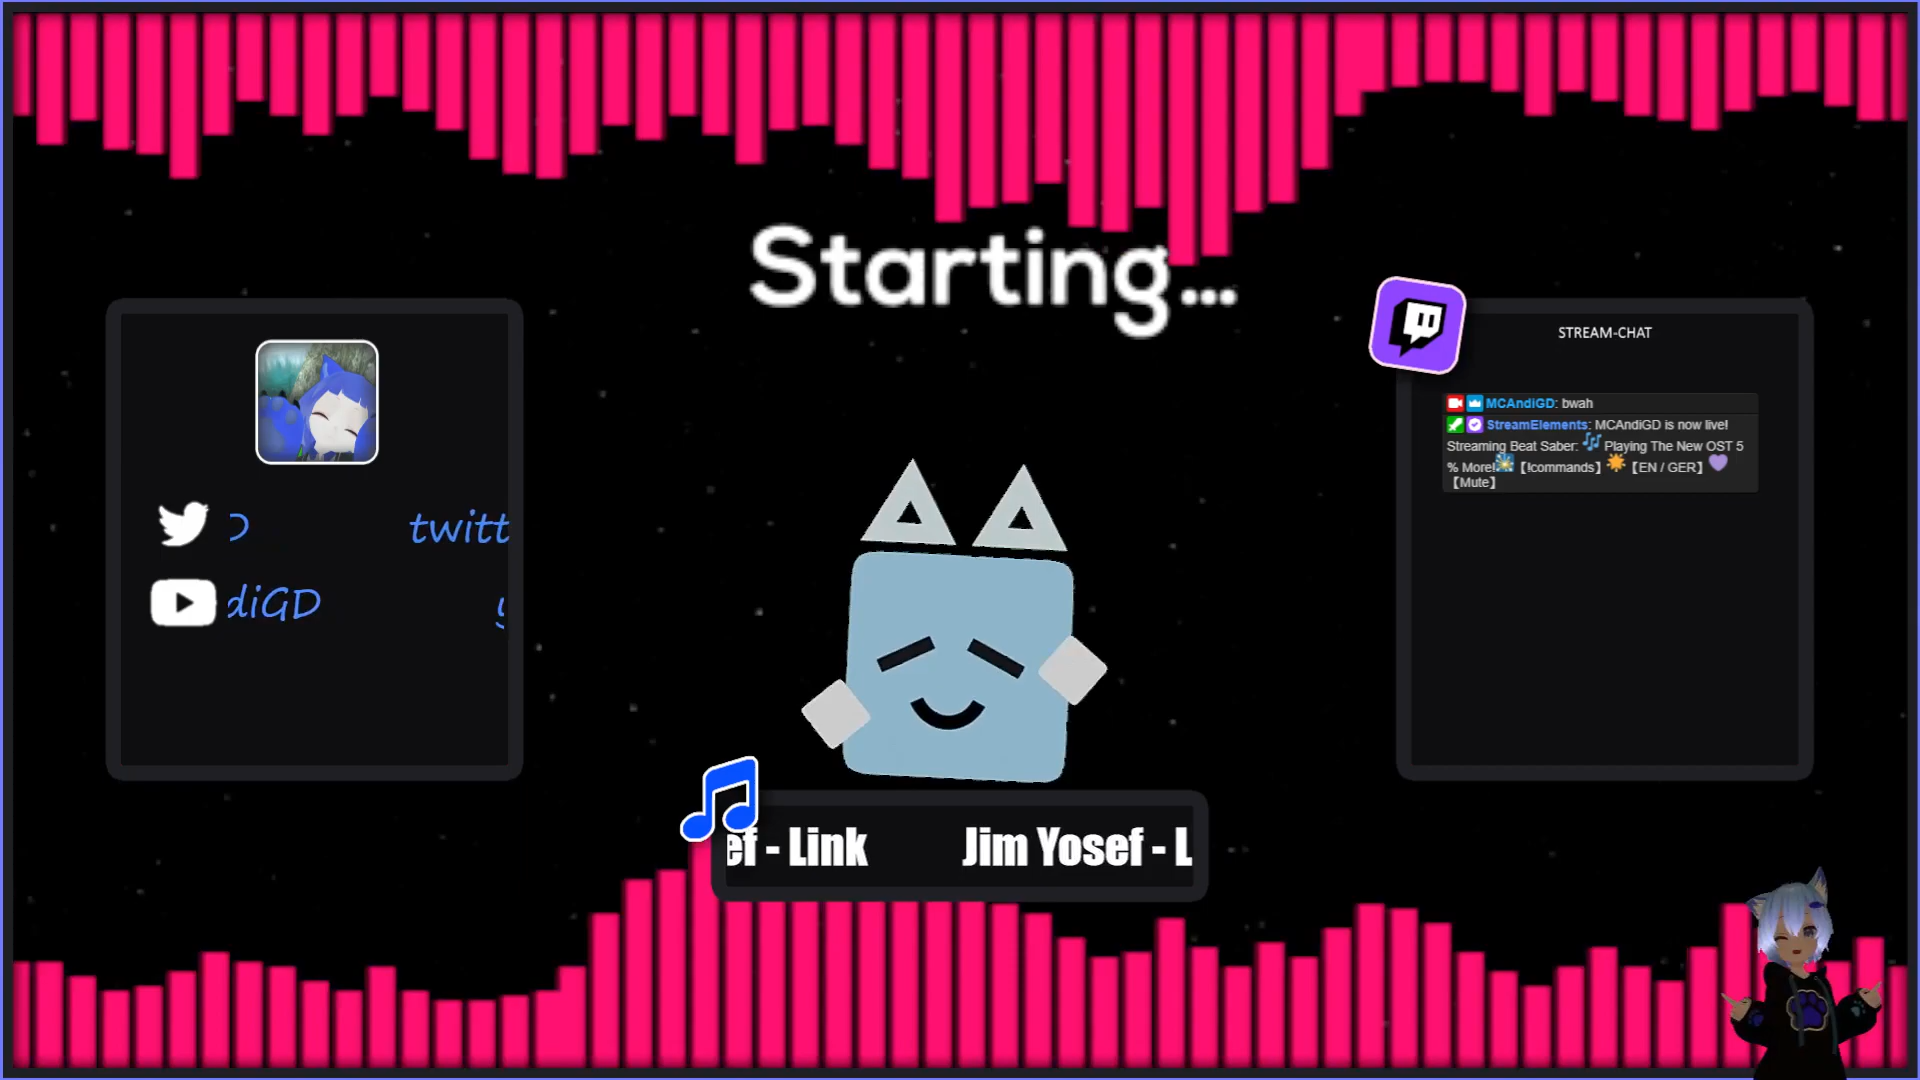 Starting...
STREAM-CHAT
MCAndiGD: bwah
StreamElements: MCAndiGD is now live!
Streaming Beat Saber: Playing The New OST 5
% More! 【!commands】 【EN / GER】
【Mute】
twitt
diGD
ef - Link Jim Yosef - L